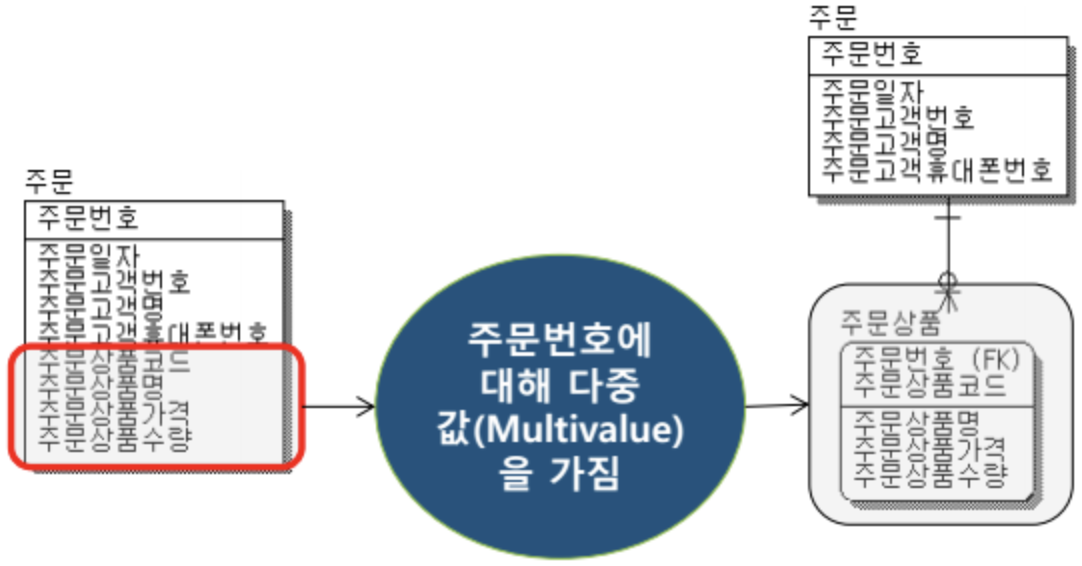 주문
주문번호
주문일자
주문고객번호
주문고객명
주문고객휴대폰번호
주문상품코드
주문상품명
주문상품가격
주문상품수량
주문번호에
대해 다중
값(Multivalue)
을 가짐
주문
주문번호
주문일자
주문고객번호
주문고객명
주문고객휴대폰번호
주문상품
주문번호 (FK)
주문상품코드
주문상품명
주문상품가격
주문상품수량